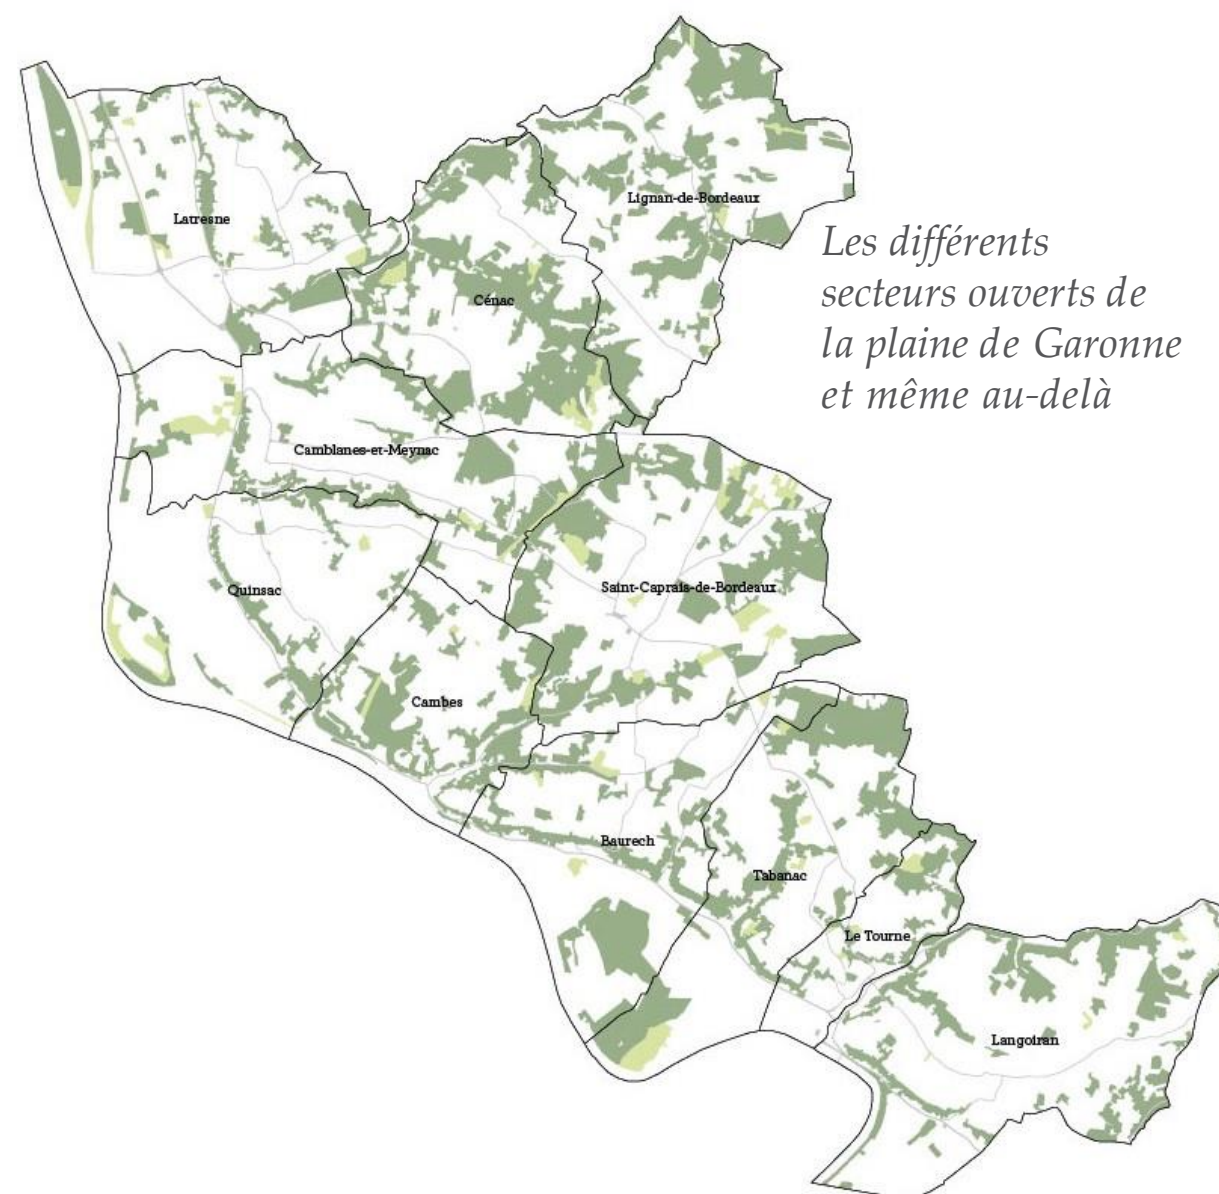 Latresne
Lignan-de-Bordeaux
Les différents
secteurs ouverts de
la plaine de Garonne
et même au-delà
Cénac
Camblanes-et-Meynac
Quinsac
Saint-Caprais-de-Bordeaux
Cambes
Baurech
Tabanac
Le Tourne
Langoiran